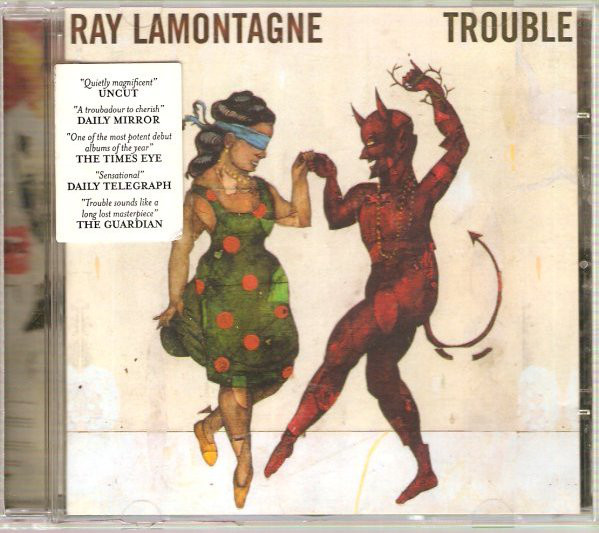 RAY LAMONTAGNE TROUBLE
"Quietly magnificent"
UNCUT
"A troubadour to cherish"
DAILY MIRROR
"One of the most potent debut
albums of the year"
THE TIMES EYE
"Sensational"
DAILY TELEGRAPH
"Trouble sounds like a
long lost masterpiece"
THE GUARDIAN